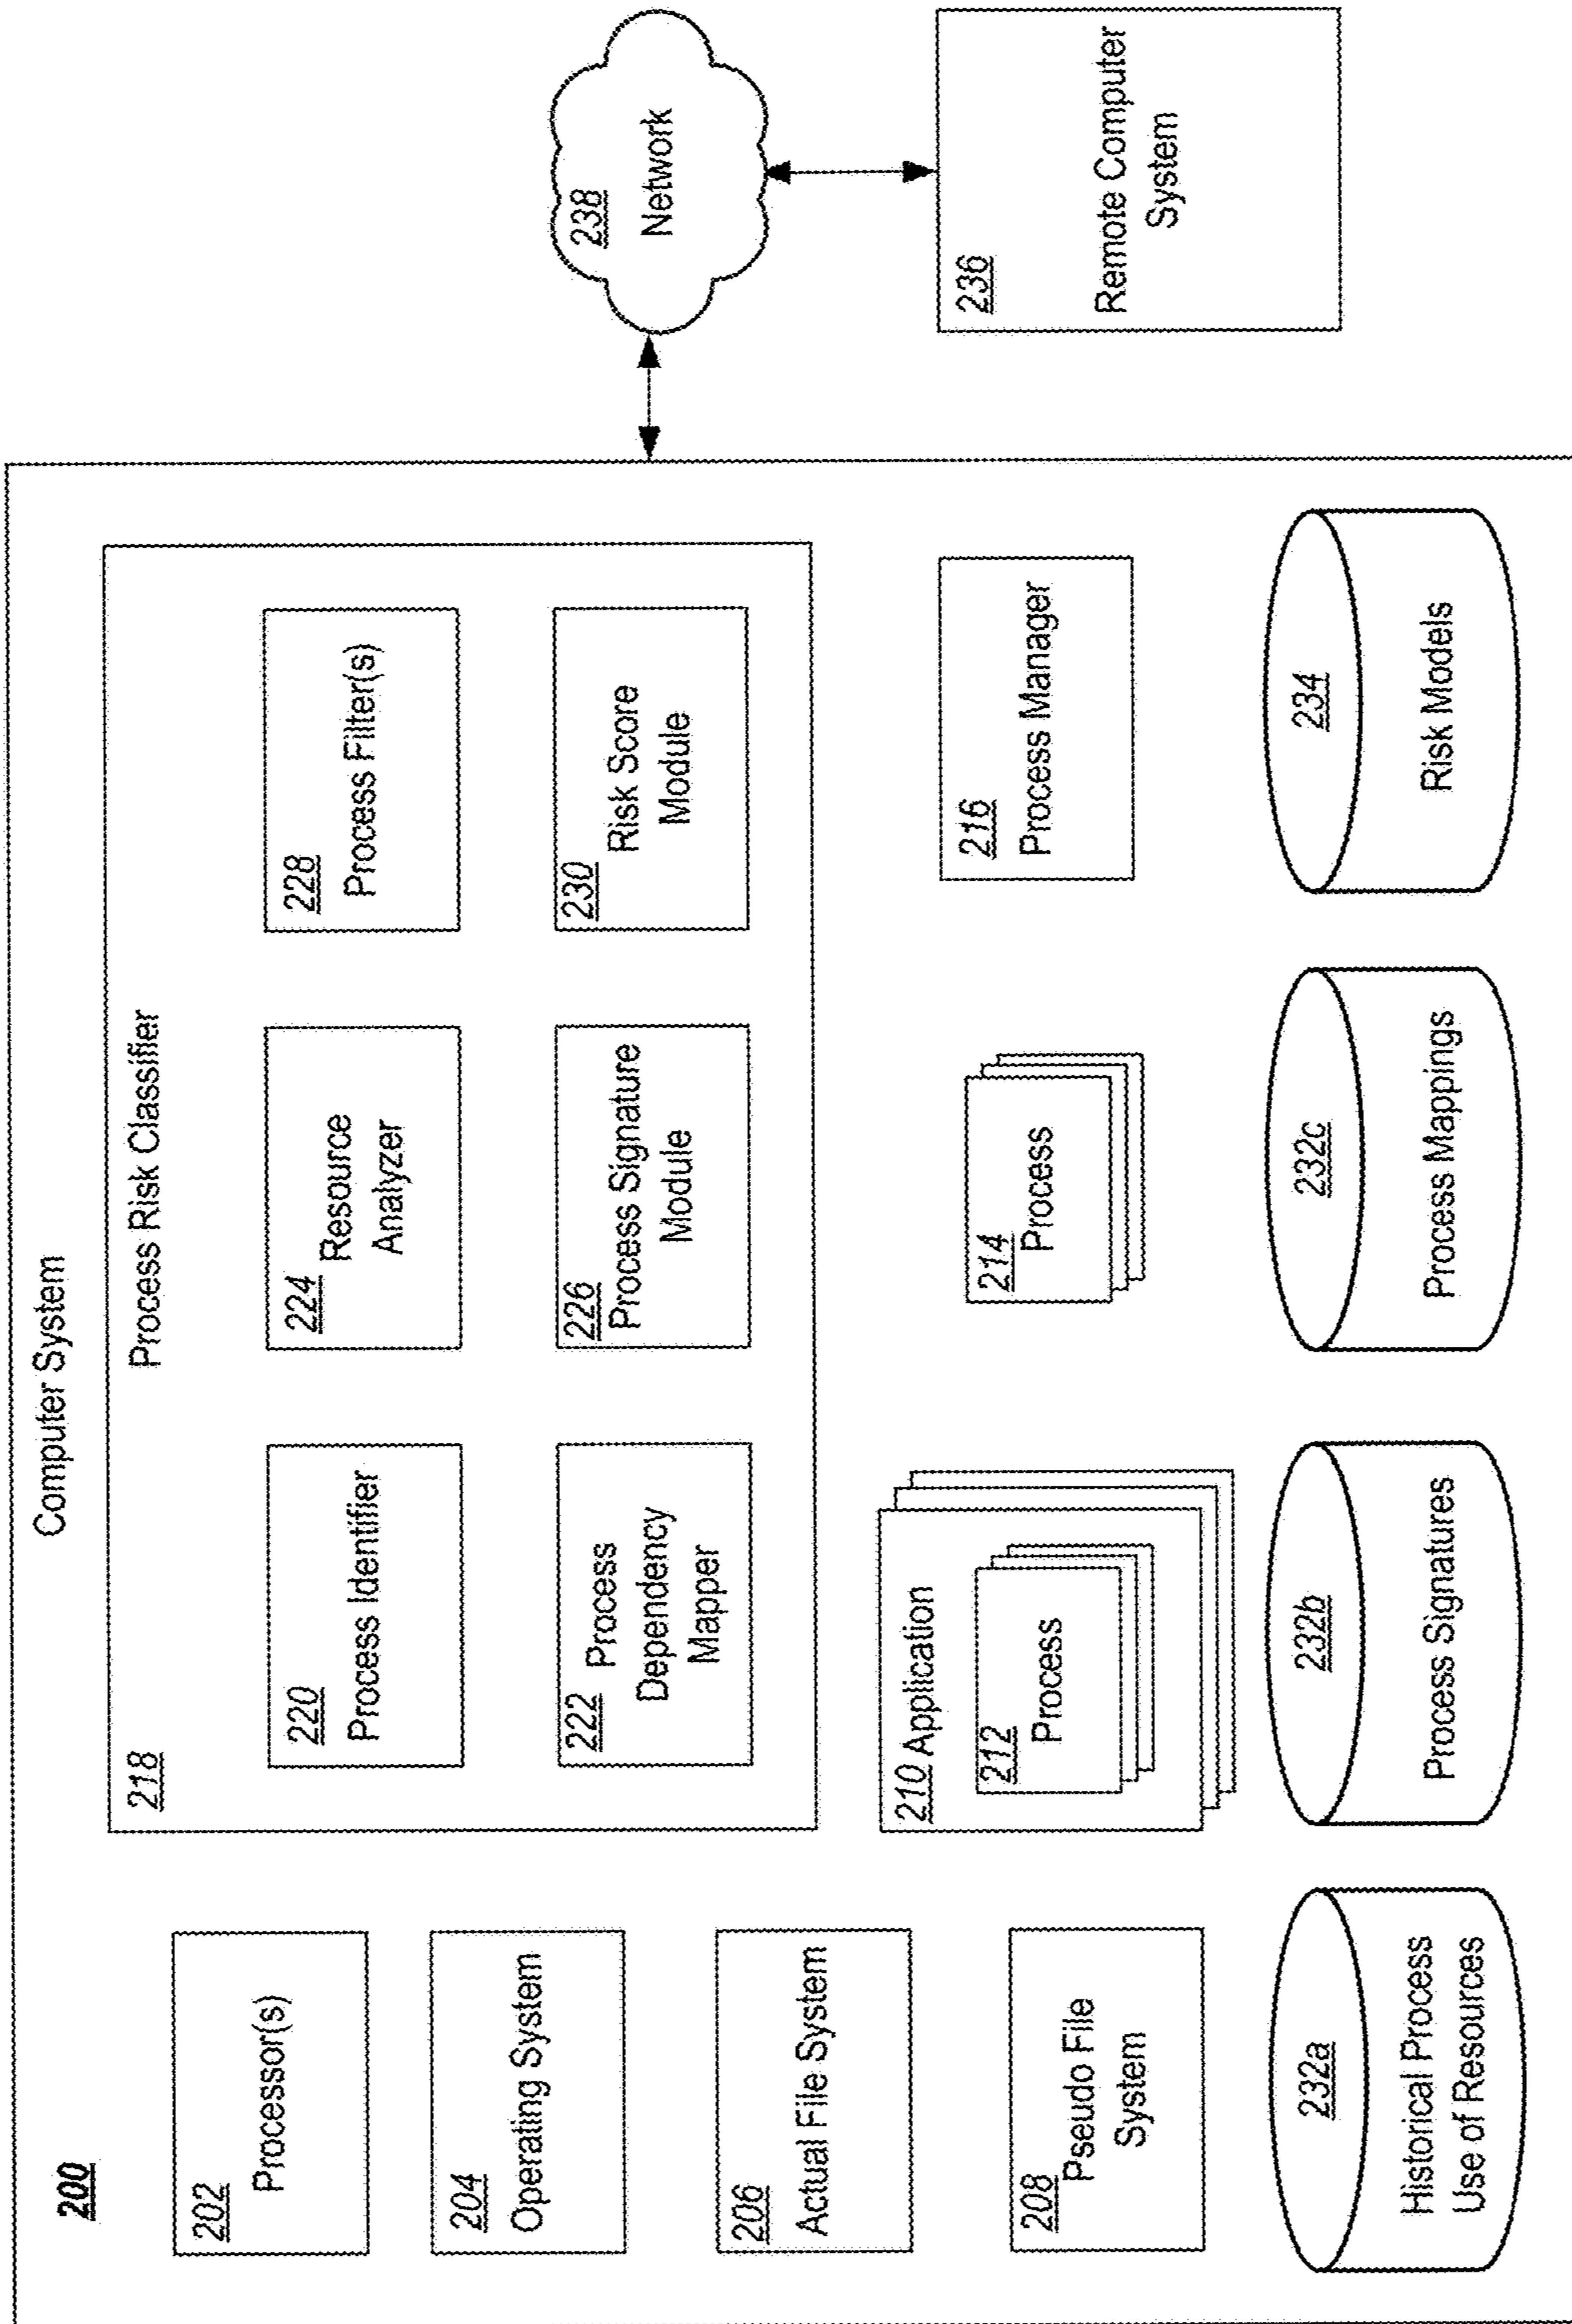 200
Computer System
202
Processor(s)
204
Operating System
206
Actual File System
208
Pseudo File
System
218
Process Risk Classifier
220
Process Identifier
224
Resource
Analyzer
228
Process Filter(s)
222 Process
Dependency
Mapper
226
Process Signature
Module
230
Risk Score
Module
210 Application
212
Process
214
Process
216
Process Manager
232a
Historical Process
Use of Resources
232b
Process Signatures
232c
Process Mappings
234
Risk Models
238
Network
236
Remote Computer
System